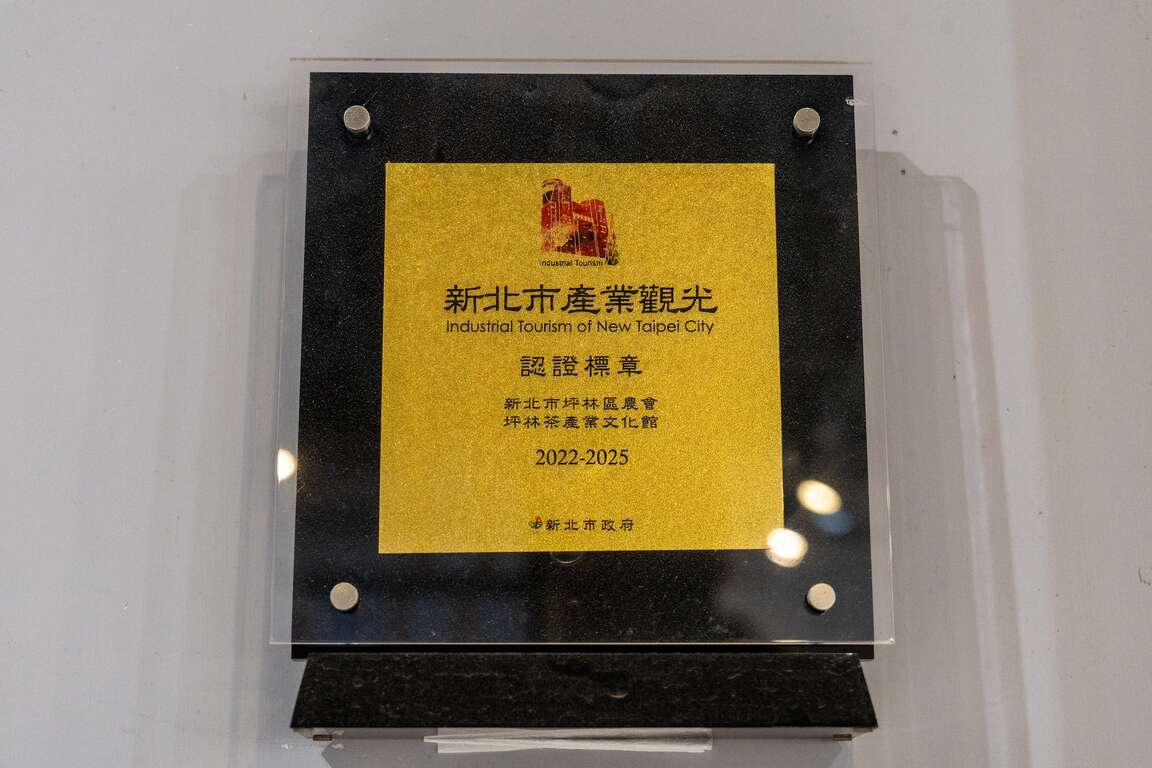 Industrial Tourism
新北市產業觀光
Industrial Tourism of New Taipei City
認證標章
新北市坪林區農會
坪林茶產業文化館
2022-2025
新北市政府